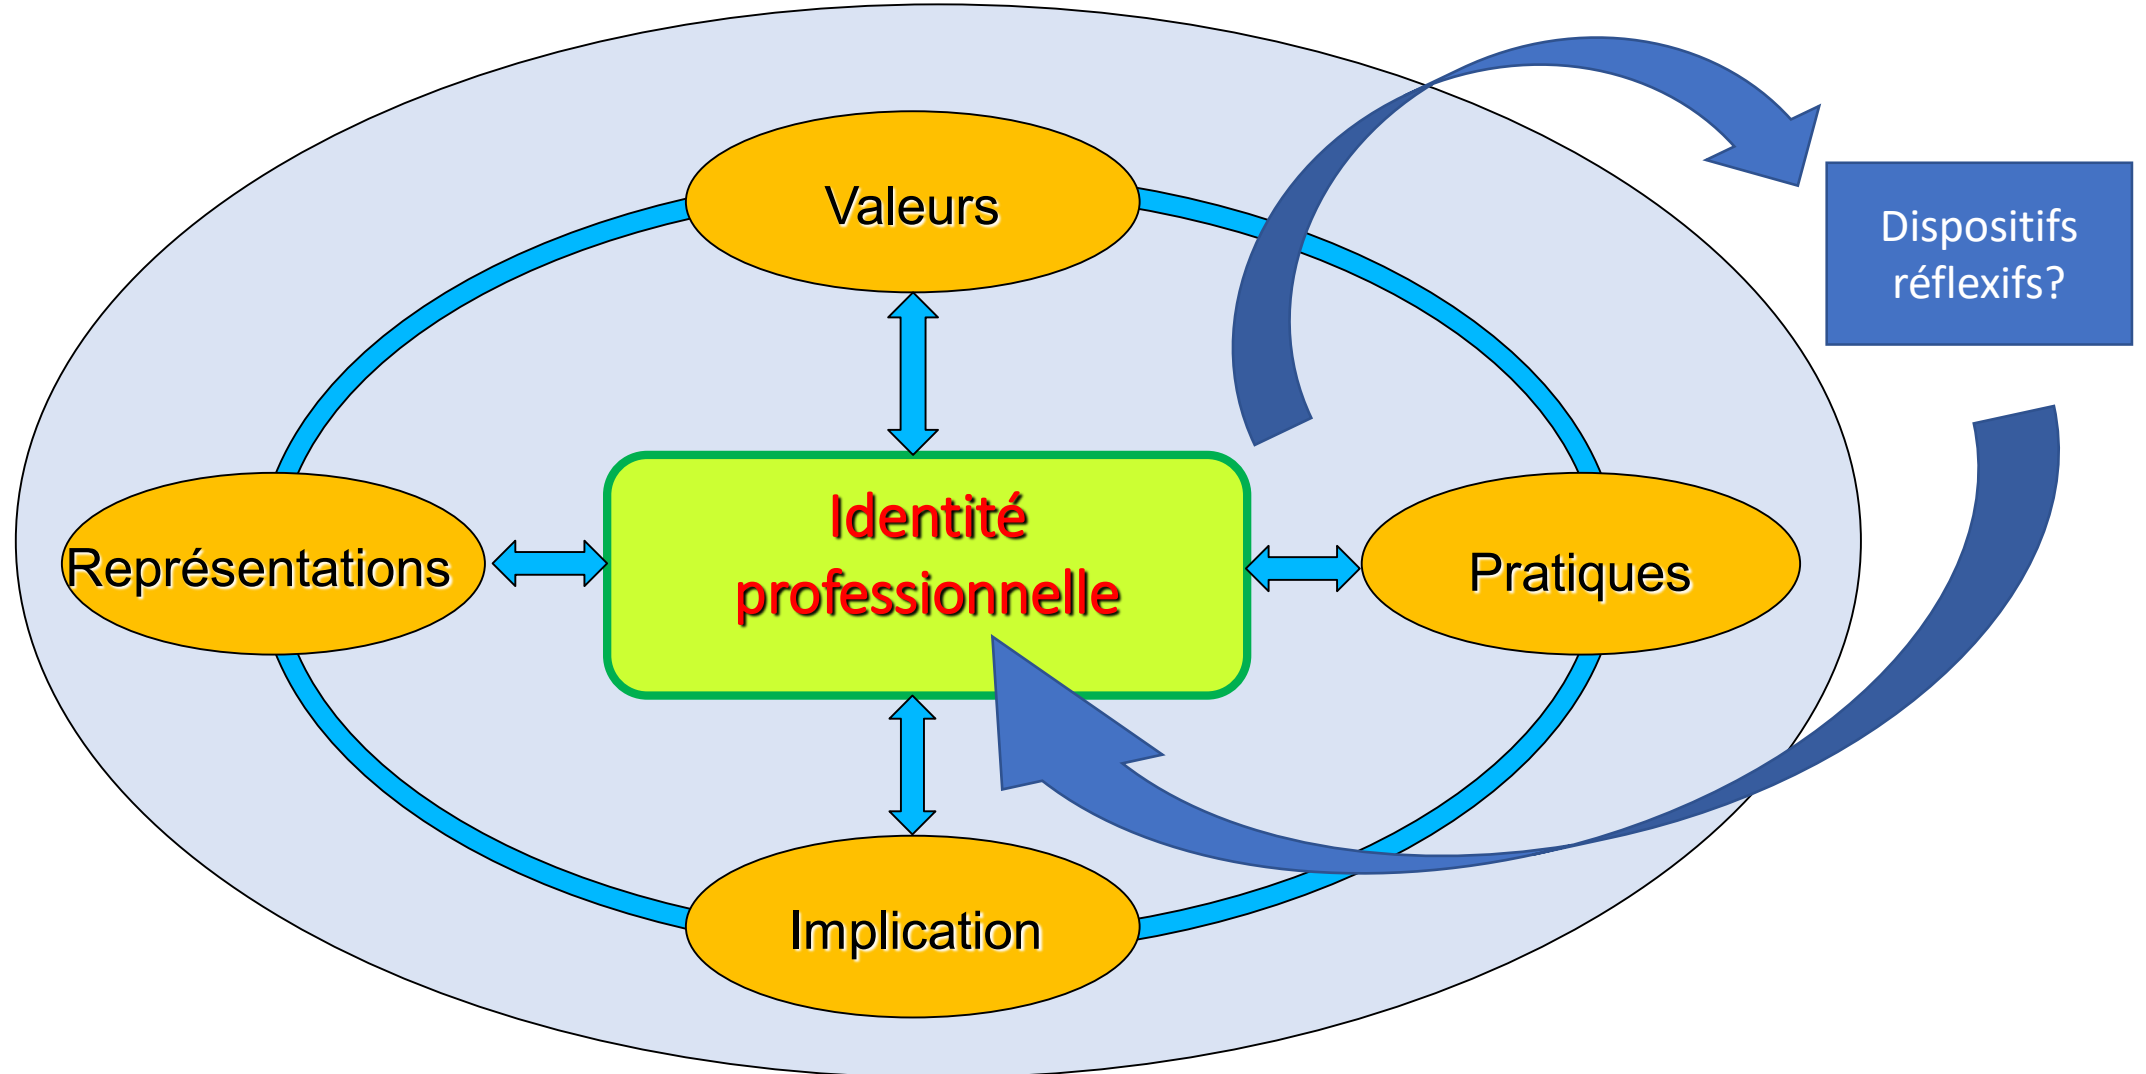 Valeurs
Dispositifs
réflexifs?
Identité
professionnelle
Représentations
Pratiques
Implication